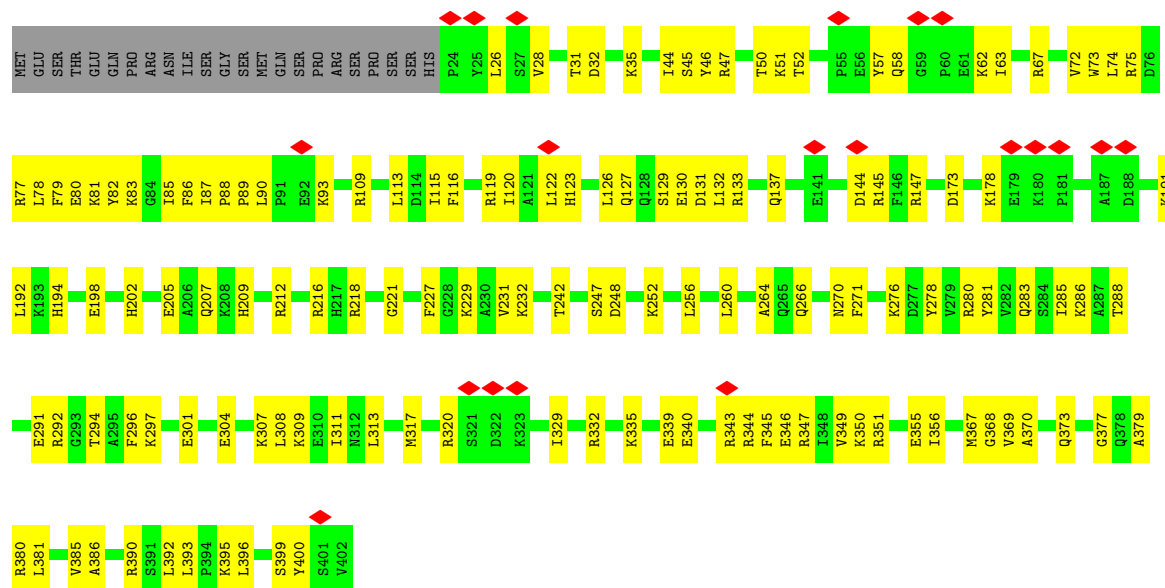 MET GLU SER THR GLU GLN PRO ARG ASN ILE SER GLY SER MET GLN SER PRO ARG SER PRO SER SER HIS P24 Y25 L26 S27 V28 T31 D32 K35 I44 S45 Y46 R47 T50 K51 T52 P55 E56 Y57 Q58 G59 P60 E61 K62 I63 R67 V72 W73 L74 R75 D76
R77 L78 F79 E80 K81 Y82 K83 G84 I85 F86 I87 P88 P89 L90 P91 E92 K93 R109 L113 D114 I115 F116 R119 I120 A121 L122 H123 L126 Q127 Q128 S129 E130 D131 L132 R133 Q137 E141 D144 R145 F146 R147 D173 K178 E179 K180 P181 A187 D188 K191
L192 K193 H194 E198 H202 E205 A206 Q207 K208 H209 R212 R216 H217 R218 G221 F227 G228 K229 A230 V231 K232 T242 S247 D248 K252 L256 L260 A264 Q265 Q266 N270 F271 K276 D277 Y278 V279 R280 Y281 V282 Q283 S284 I285 K286 A287 T288
E291 R292 G293 T294 A295 F296 K297 E301 E304 K307 L308 K309 E310 I311 N312 L313 M317 R320 S321 D322 K323 I329 R332 K335 E339 E340 R343 R344 F345 E346 R347 I348 V349 K350 R351 E355 I356 M367 G368 V369 A370 Q373 G377 Q378 A379
R380 L381 V385 A386 R390 S391 L392 L393 P394 K395 L396 S399 Y400 S401 V402